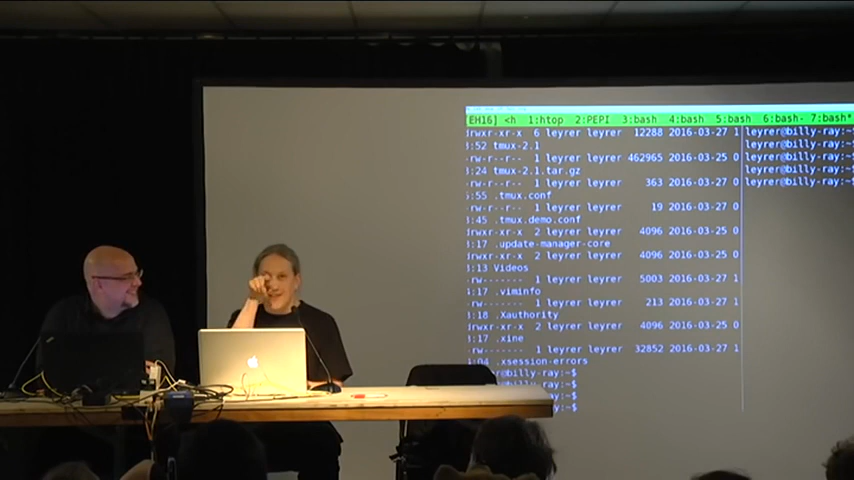 [EH16] <h  1:htop  2:PEPI  3:bash  4:bash  5:bash  6:bash- 7:bash*
drwxr-xr-x  6 leyrer leyrer  12288 2016-03-27 1
:52 tmux-2.1
-rw-r--r--  1 leyrer leyrer 462965 2016-03-25 0
:24 tmux-2.1.tar.gz
-rw-r--r--  1 leyrer leyrer    363 2016-03-27 0
:55 .tmux.conf
-rw-r--r--  1 leyrer leyrer     19 2016-03-27 0
:45 .tmux.demo.conf
drwxr-xr-x  2 leyrer leyrer   4096 2016-03-25 0
:17 .update-manager-core
drwxr-xr-x  2 leyrer leyrer   4096 2016-03-25 0
:13 Videos
-rw-------  1 leyrer leyrer   5003 2016-03-27 1
:17 .viminfo
-rw-------  1 leyrer leyrer    213 2016-03-27 1
:18 .Xauthority
drwxr-xr-x  2 leyrer leyrer   4096 2016-03-25 0
:17 .xine
-rw-------  1 leyrer leyrer  32852 2016-03-27 1
:04 .xsession-errors
@billy-ray:~$
billy-ray:~$
:~$
:~$
leyrer@billy-ray:~$
leyrer@billy-ray:~$
leyrer@billy-ray:~$
leyrer@billy-ray:~$
leyrer@billy-ray:~$